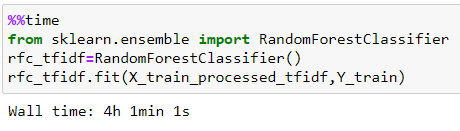 %%time
from sklearn.ensemble import RandomForestClassifier
rfc_tfidf=RandomForestClassifier()
rfc_tfidf.fit(X_train_processed_tfidf,Y_train)
Wall time: 4h 1min 1s